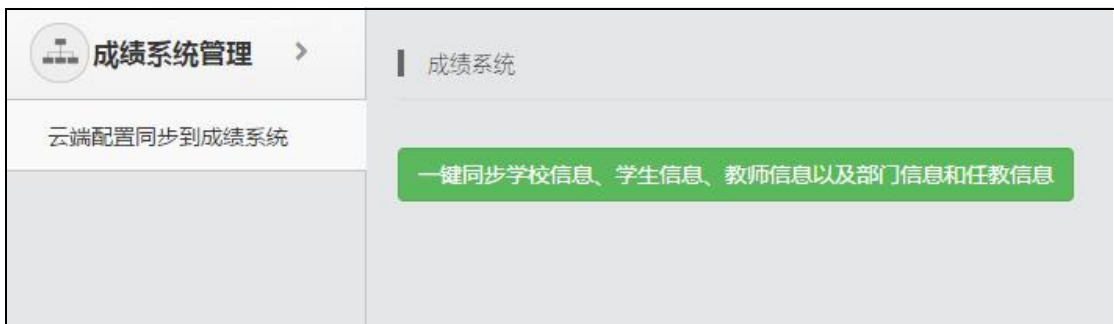 成绩系统管理
云端配置同步到成绩系统
成绩系统
一键同步学校信息、学生信息、教师信息以及部门信息和任教信息